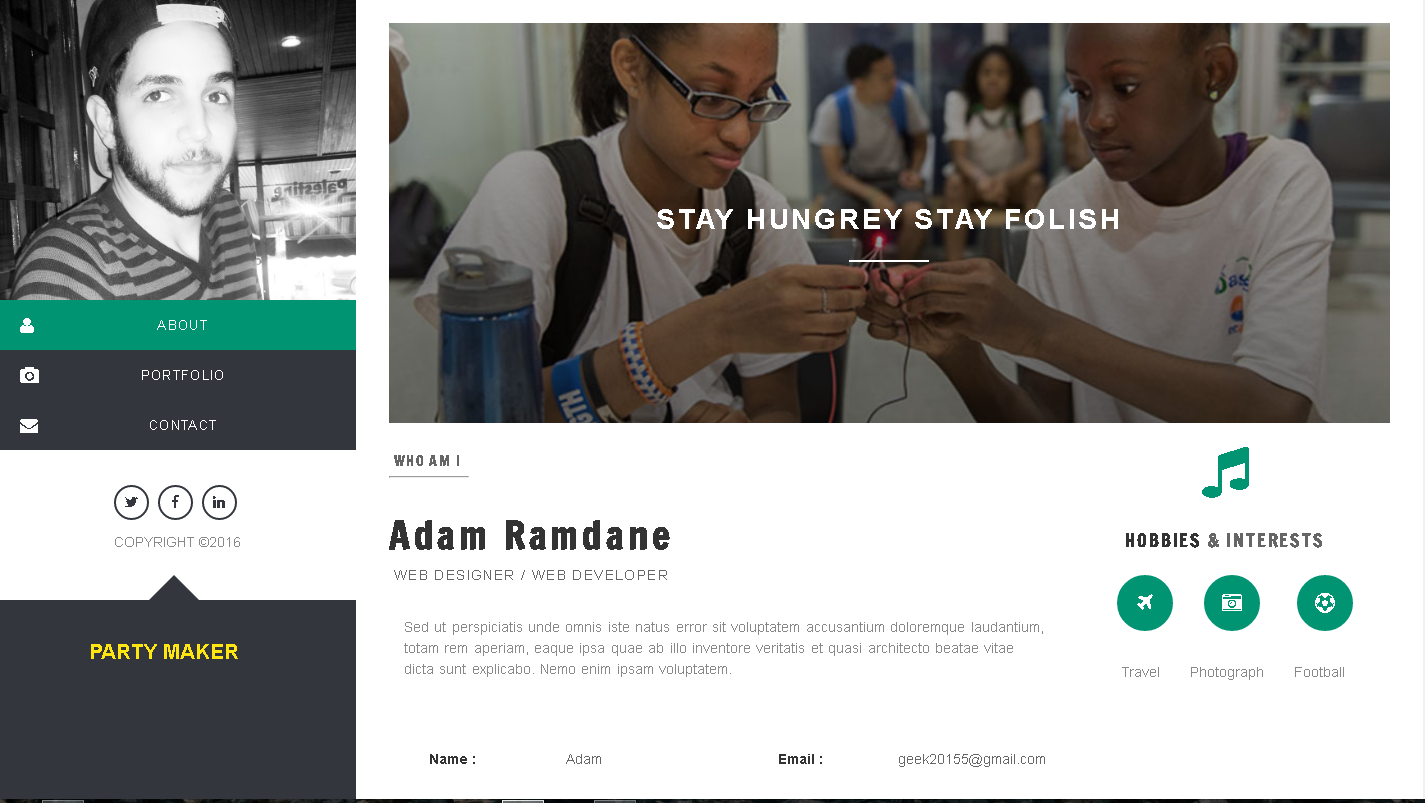 Palestine
ABOUT
PORTFOLIO
CONTACT
COPYRIGHT ©2016
PARTY MAKER
STAY HUNGREY STAY FOLISH
WHO AM I
Adam Ramdane
WEB DESIGNER / WEB DEVELOPER
Sed ut perspiciatis unde omnis iste natus error sit voluptatem accusantium doloremque laudantium,
totam rem aperiam, eaque ipsa quae ab illo inventore veritatis et quasi architecto beatae vitae
dicta sunt explicabo. Nemo enim ipsam voluptatem.
HOBBIES & INTERESTS
Travel Photograph Football
Name : Adam Email : geek20155@gmail.com